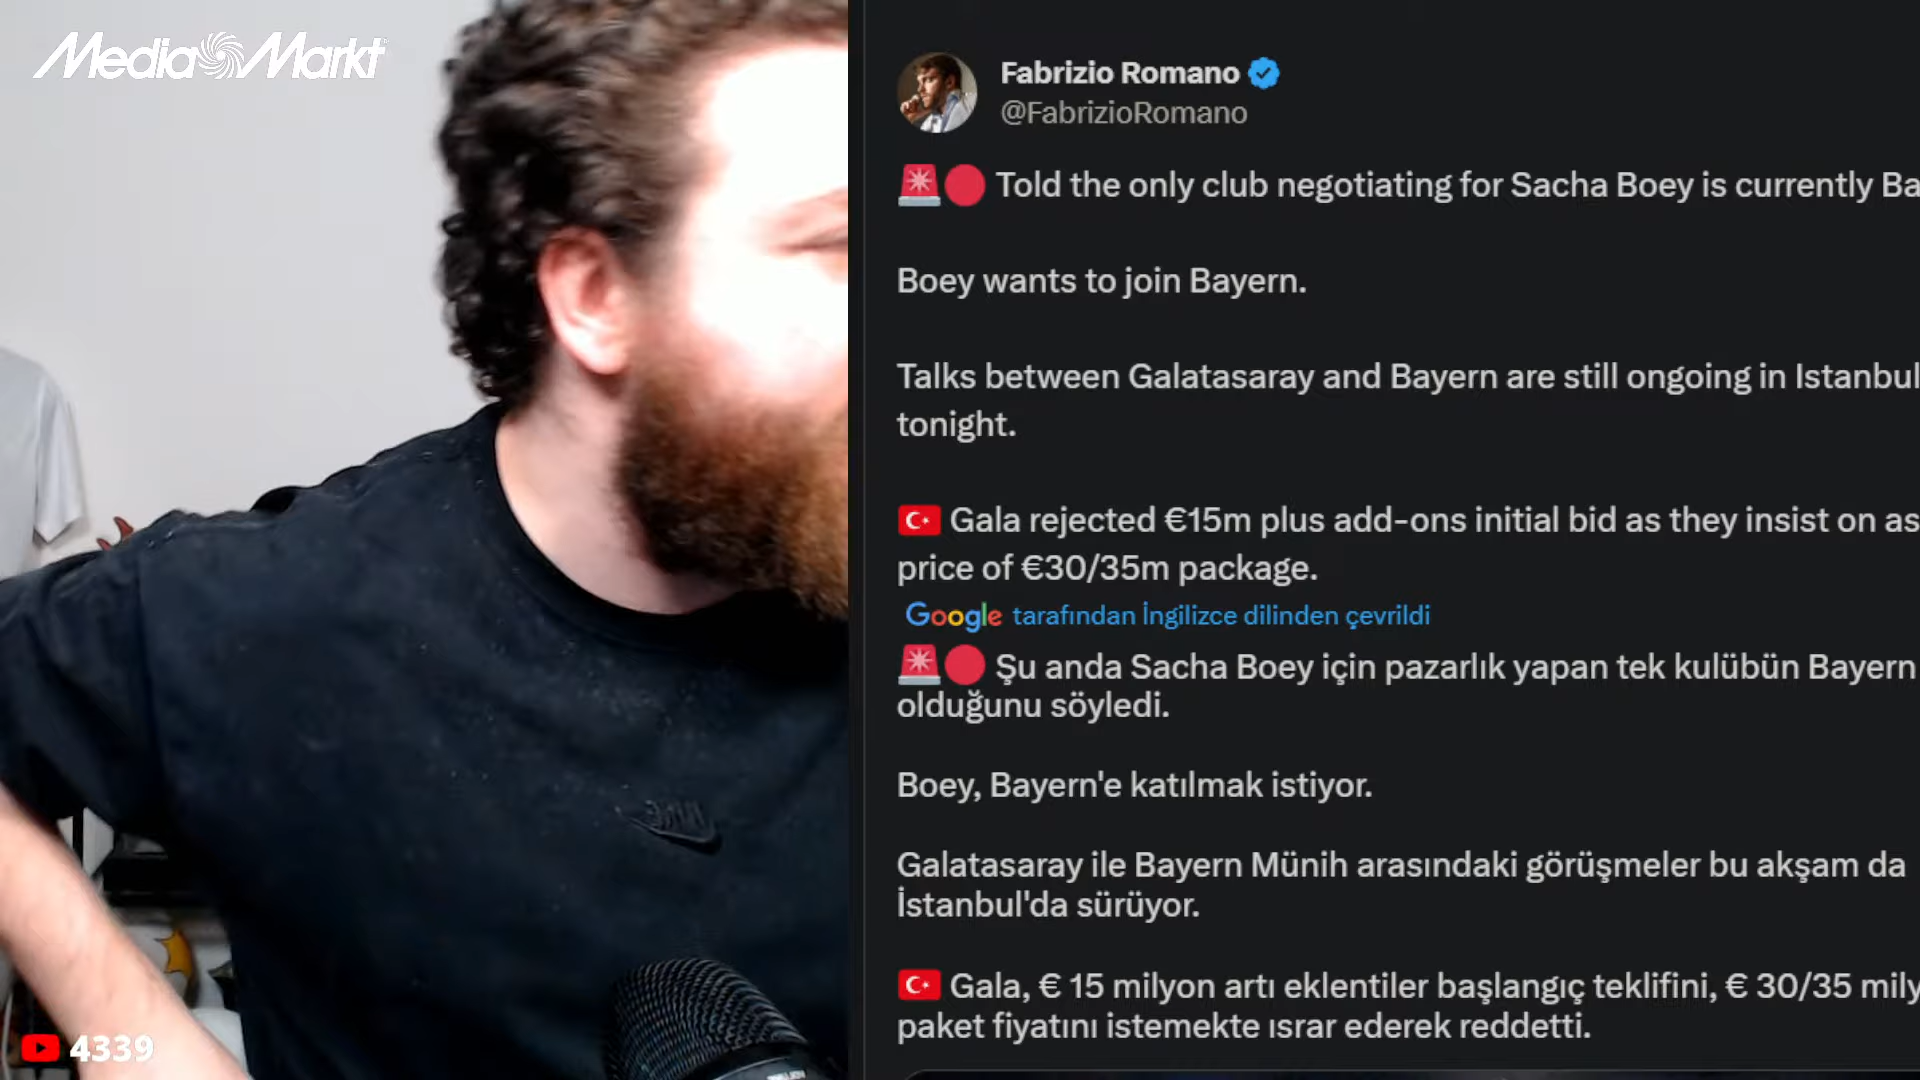 MediaMarkt
Fabrizio Romano
@FabrizioRomano
Told the only club negotiating for Sacha Boey is currently Ba
Boey wants to join Bayern.
Talks between Galatasaray and Bayern are still ongoing in Istanbul
tonight.
Gala rejected €15m plus add-ons initial bid as they insist on as
price of €30/35m package.
Google tarafından İngilizce dilinden çevrildi
Şu anda Sacha Boey için pazarlık yapan tek kulübün Bayern
olduğunu söyledi.
Boey, Bayern'e katılmak istiyor.
Galatasaray ile Bayern Münih arasındaki görüşmeler bu akşam da
İstanbul'da sürüyor.
Gala, € 15 milyon artı eklentiler başlangıç teklifini, € 30/35 mily
paket fiyatını istemekte ısrar ederek reddetti.
4339